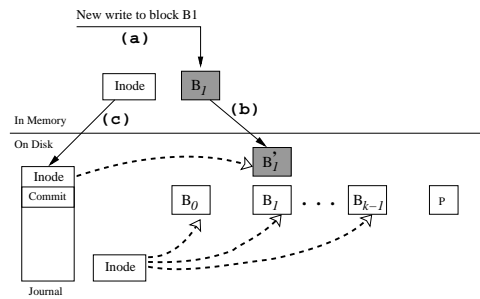 New write to block B1
(a)
Inode
B1
(b)
(c)
In Memory
On Disk
Inode
B'1
Commit
B0
B1
. . .
Bk−1
P
Inode
Journal